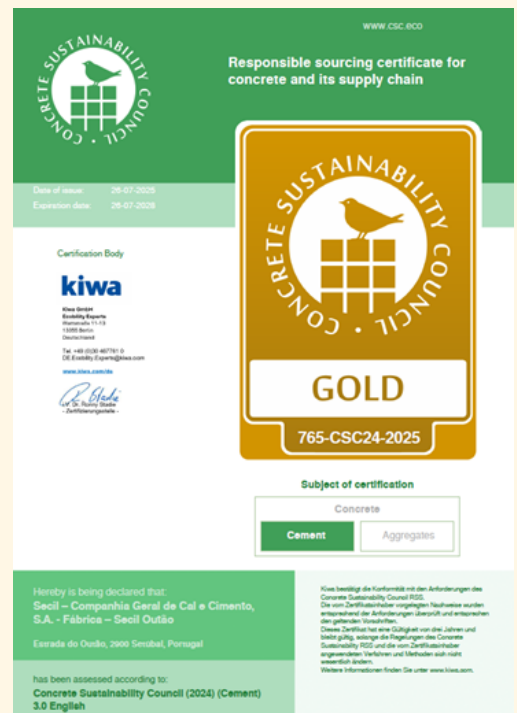 www.csc.eco
CONCRETE SUSTAINABILITY COUNCIL
Responsible sourcing certificate for
concrete and its supply chain
Date of issue: 26-07-2025
Expiration date: 26-07-2028
CONCRETE SUSTAINABILITY COUNCIL
GOLD
765-CSC24-2025
Certification Body
kiwa
Kiwa GmbH
Ecobility Experts
13355 Berlin
Deutschland
Tel. +49 (0)30 467761 0
DE.Ecobility.Experts@kiwa.com
www.kiwa.com/de
Dr. Ronny Stadie
- Zertifizierungsstelle -
Subject of certification
Concrete
Cement
Aggregates
Hereby is being declared that:
Secil – Companhia Geral de Cal e Cimento,
S.A. - Fábrica – Secil Outão
2900 Setúbal, Portugal
has been assessed according to:
Concrete Sustainability Council (2024) (Cement)
3.0 English
Kiwa bestätigt die Konformität mit den Anforderungen des
Concrete Sustainability Council RSS.
Die vom Zertifikatsinhaber vorgelegten Nachweise wurden
entsprechend der Anforderungen überprüft und entsprechen
den geltenden Vorschriften.
Dieses Zertifikat hat eine Gültigkeit von drei Jahren und
bleibt gültig, solange die Regelungen des Concrete
Sustainability RSS und die vom Zertifikatsinhaber
angewendeten Verfahren und Methoden sich nicht
wesentlich ändern.
Weitere Informationen finden Sie unter www.kiwa.com.